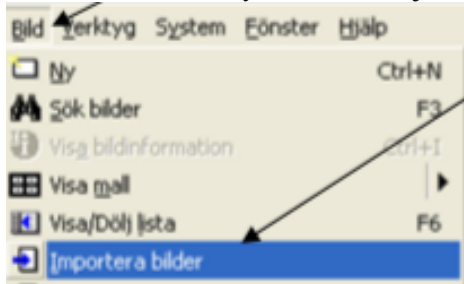 Bild Verktyg System Fönster Hjälp
Ny Ctrl+N
Sök bilder F3
Visa bildinformation Ctrl+I
Visa mall
Visa/Dölj lista F6
Importera bilder